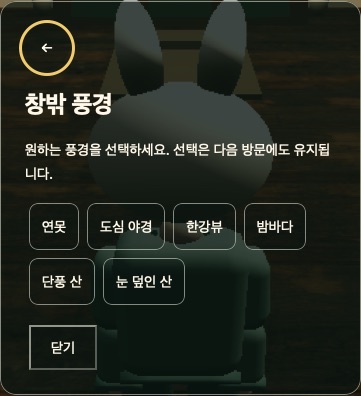 창밖 풍경
원하는 풍경을 선택하세요. 선택은 다음 방문에도 유지됩
니다.
연못 도심 야경 한강뷰 밤바다
단풍 산 눈 덮인 산
닫기